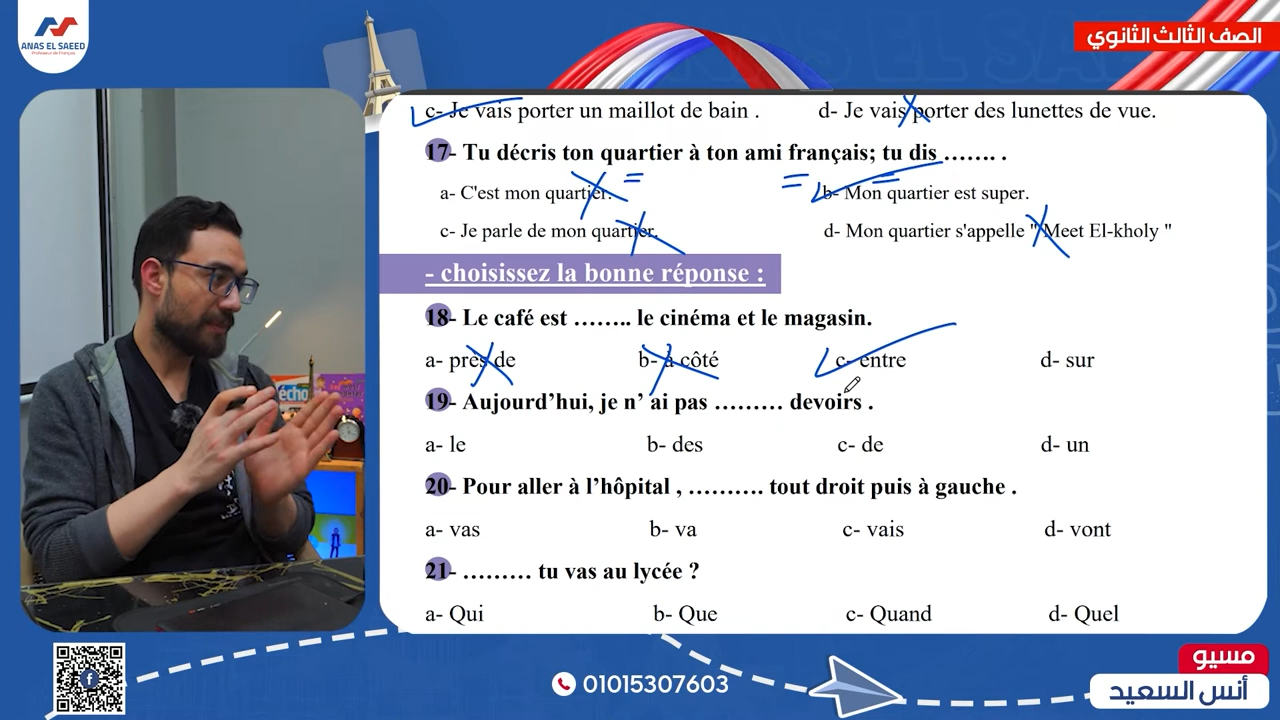 ANAS EL SAEED
Professeur de Français
الصف الثالث الثانوي
c- Je vais porter un maillot de bain .
d- Je vais porter des lunettes de vue.
17- Tu décris ton quartier à ton ami français; tu dis ....... .
a- C'est mon quartier.
b- Mon quartier est super.
c- Je parle de mon quartier.
d- Mon quartier s'appelle " Meet El-kholy "
- choisissez la bonne réponse :
18- Le café est …….. le cinéma et le magasin.
a- près de
b- à côté
c- entre
d- sur
19- Aujourd’hui, je n’ ai pas ……… devoirs .
a- le
b- des
c- de
d- un
20- Pour aller à l’hôpital , ………. tout droit puis à gauche .
a- vas
b- va
c- vais
d- vont
21- ……… tu vas au lycée ?
a- Qui
b- Que
c- Quand
d- Quel
écho
01015307603
مسيو
أنس السعيد